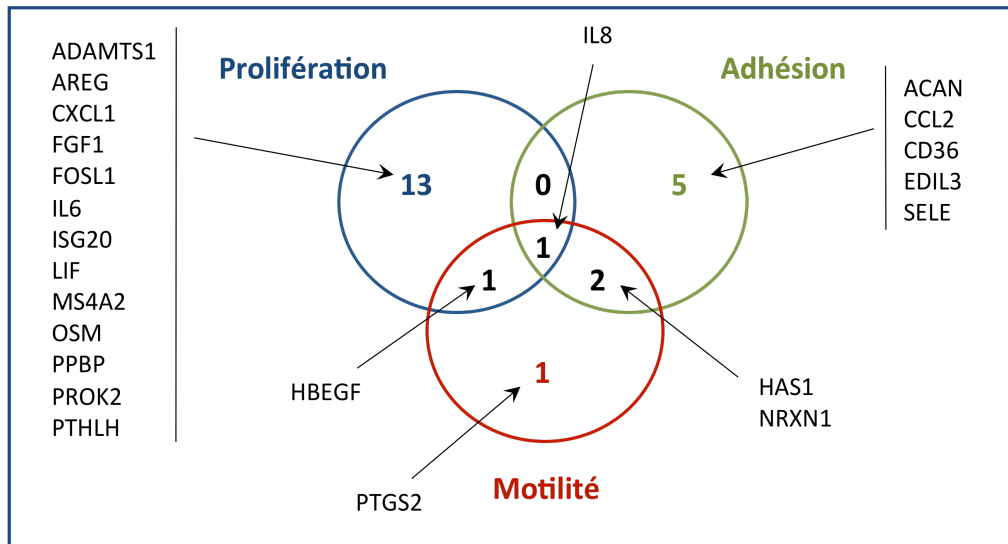 IL8
Prolifération
Adhésion
ADAMTS1
AREG
CXCL1
FGF1
FOSL1
IL6
ISG20
LIF
MS4A2
OSM
PPBP
PROK2
PTHLH
ACAN
CCL2
CD36
EDIL3
SELE
13
0
5
1
1
2
1
HBEGF
HAS1
NRXN1
PTGS2
Motilité